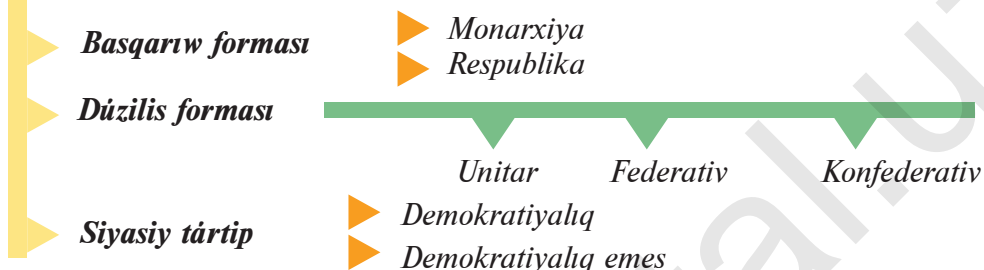 Basqarıw forması
Monarxiya
Respublika
Dúzilis forması
Unitar Federativ Konfederativ
Siyasiy tártip
Demokratiyalıq
Demokratiyalıq emes